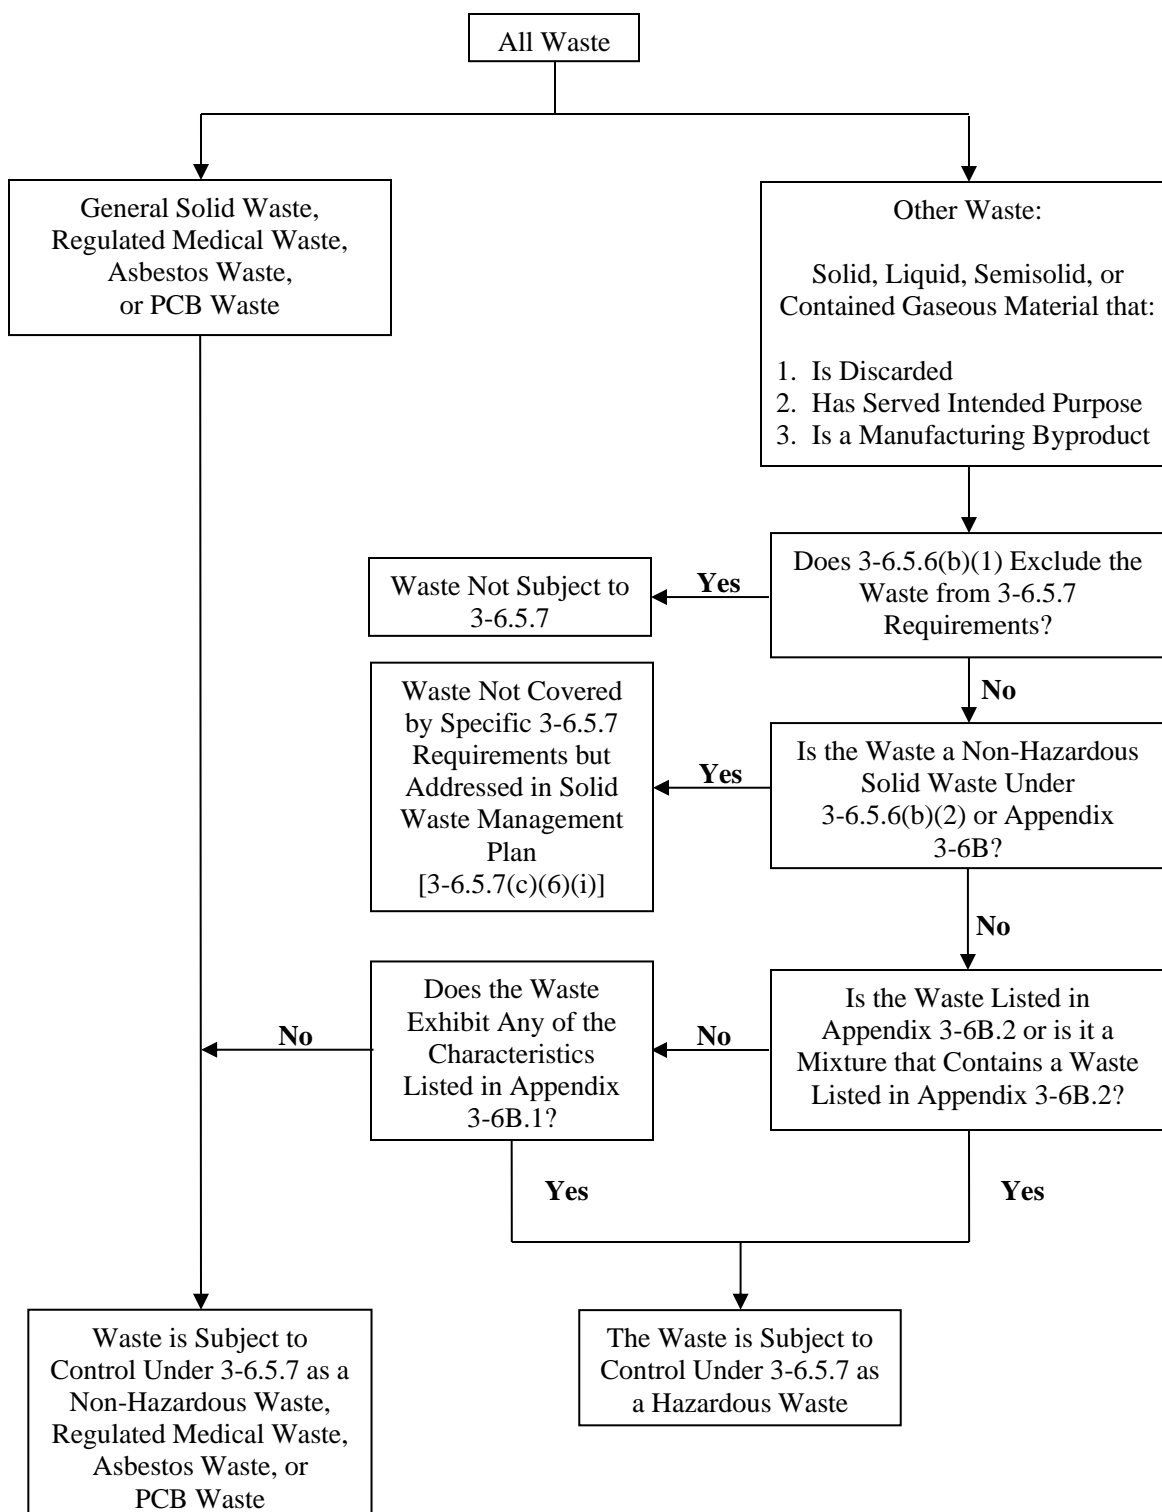 All Waste
General Solid Waste,
Regulated Medical Waste,
Asbestos Waste,
or PCB Waste
Other Waste:
Solid, Liquid, Semisolid, or
Contained Gaseous Material that:
1. Is Discarded
2. Has Served Intended Purpose
3. Is a Manufacturing Byproduct
Does 3-6.5.6(b)(1) Exclude the
Waste from 3-6.5.7
Requirements?
Yes
Waste Not Subject to
3-6.5.7
No
Is the Waste a Non-Hazardous
Solid Waste Under
3-6.5.6(b)(2) or Appendix
3-6B?
Yes
Waste Not Covered
by Specific 3-6.5.7
Requirements but
Addressed in Solid
Waste Management
Plan
[3-6.5.7(c)(6)(i)]
No
Is the Waste Listed in
Appendix 3-6B.2 or is it a
Mixture that Contains a Waste
Listed in Appendix 3-6B.2?
No
Does the Waste
Exhibit Any of the
Characteristics
Listed in Appendix
3-6B.1?
No
Yes
Yes
Waste is Subject to
Control Under 3-6.5.7 as a
Non-Hazardous Waste,
Regulated Medical Waste,
Asbestos Waste, or
PCB Waste
The Waste is Subject to
Control Under 3-6.5.7 as
a Hazardous Waste